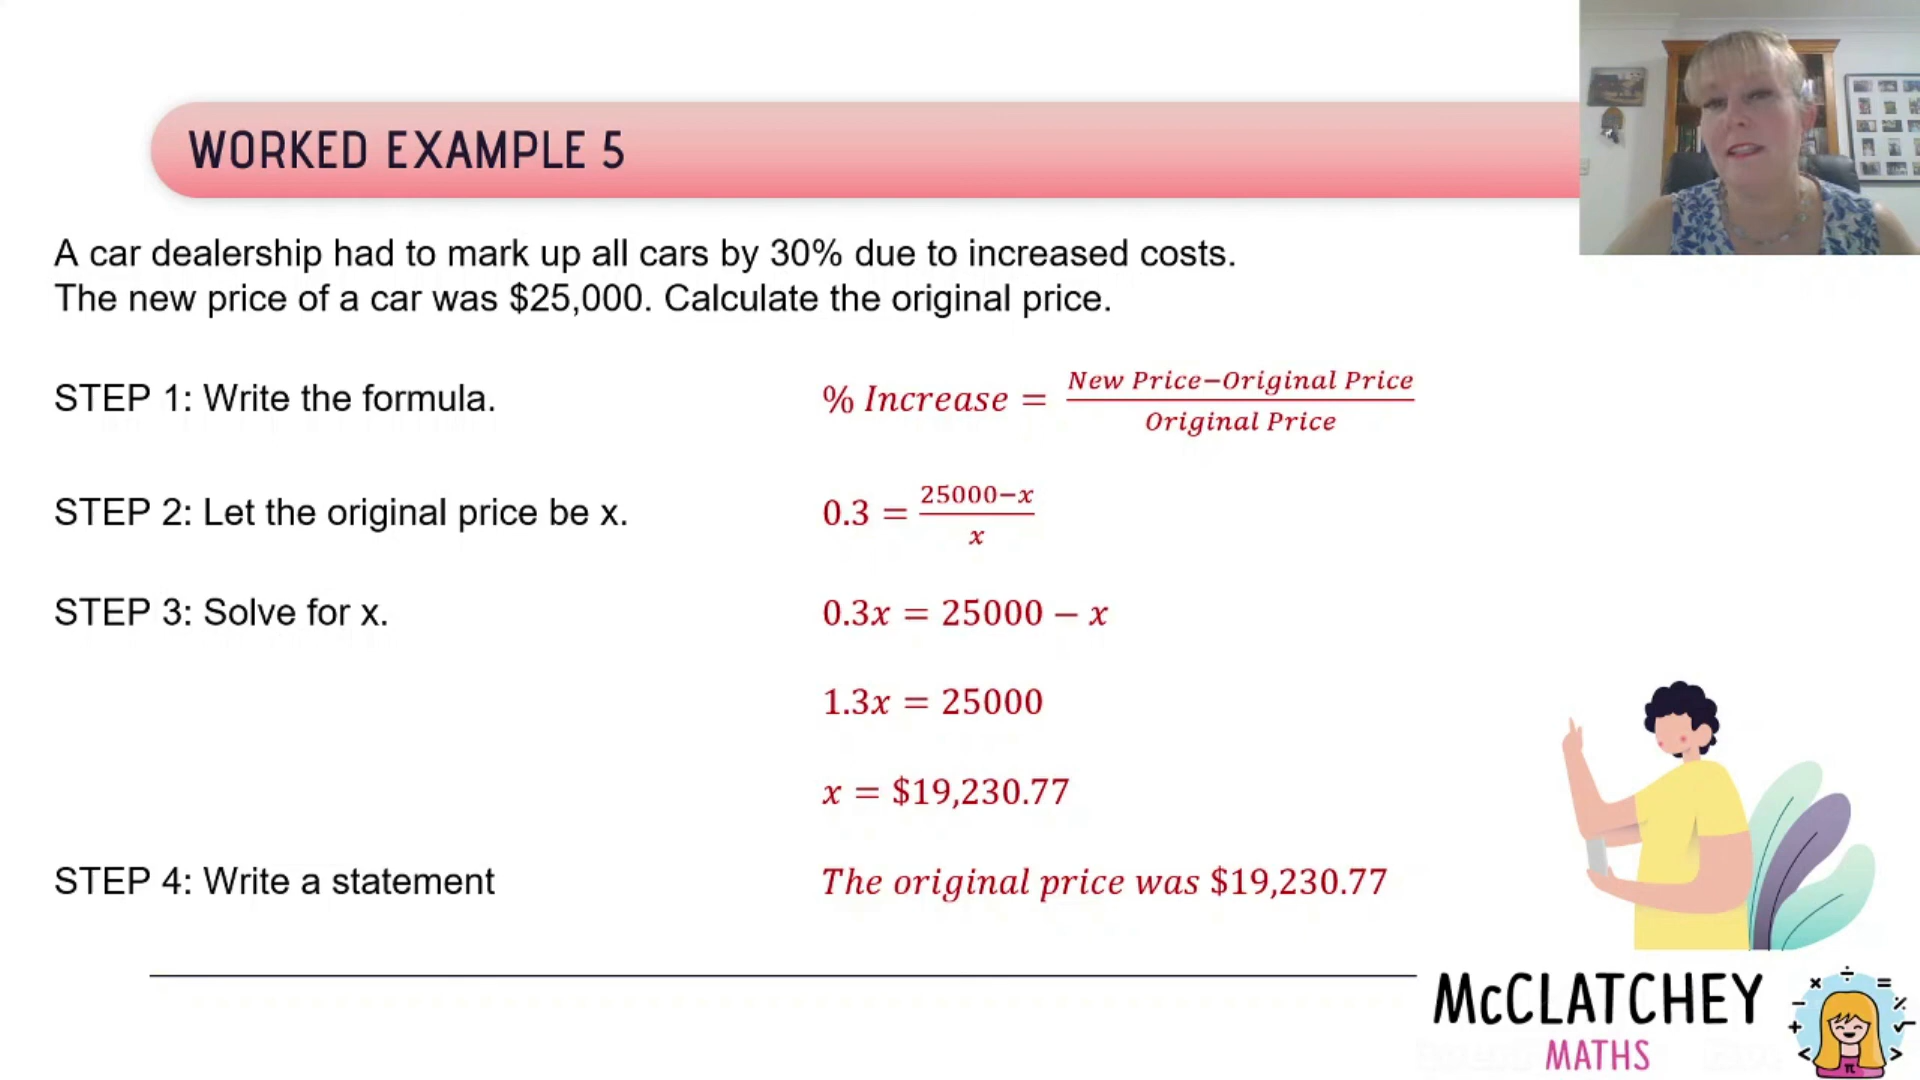 WORKED EXAMPLE 5
A car dealership had to mark up all cars by 30% due to increased costs.
The new price of a car was $25,000. Calculate the original price.
STEP 1: Write the formula.
% Increase = (New Price−Original Price)/(Original Price)
STEP 2: Let the original price be x.
0.3 = (25000−x)/x
STEP 3: Solve for x.
0.3x = 25000 − x
1.3x = 25000
x = $19,230.77
STEP 4: Write a statement
The original price was $19,230.77
McCLATCHEY
MATHS